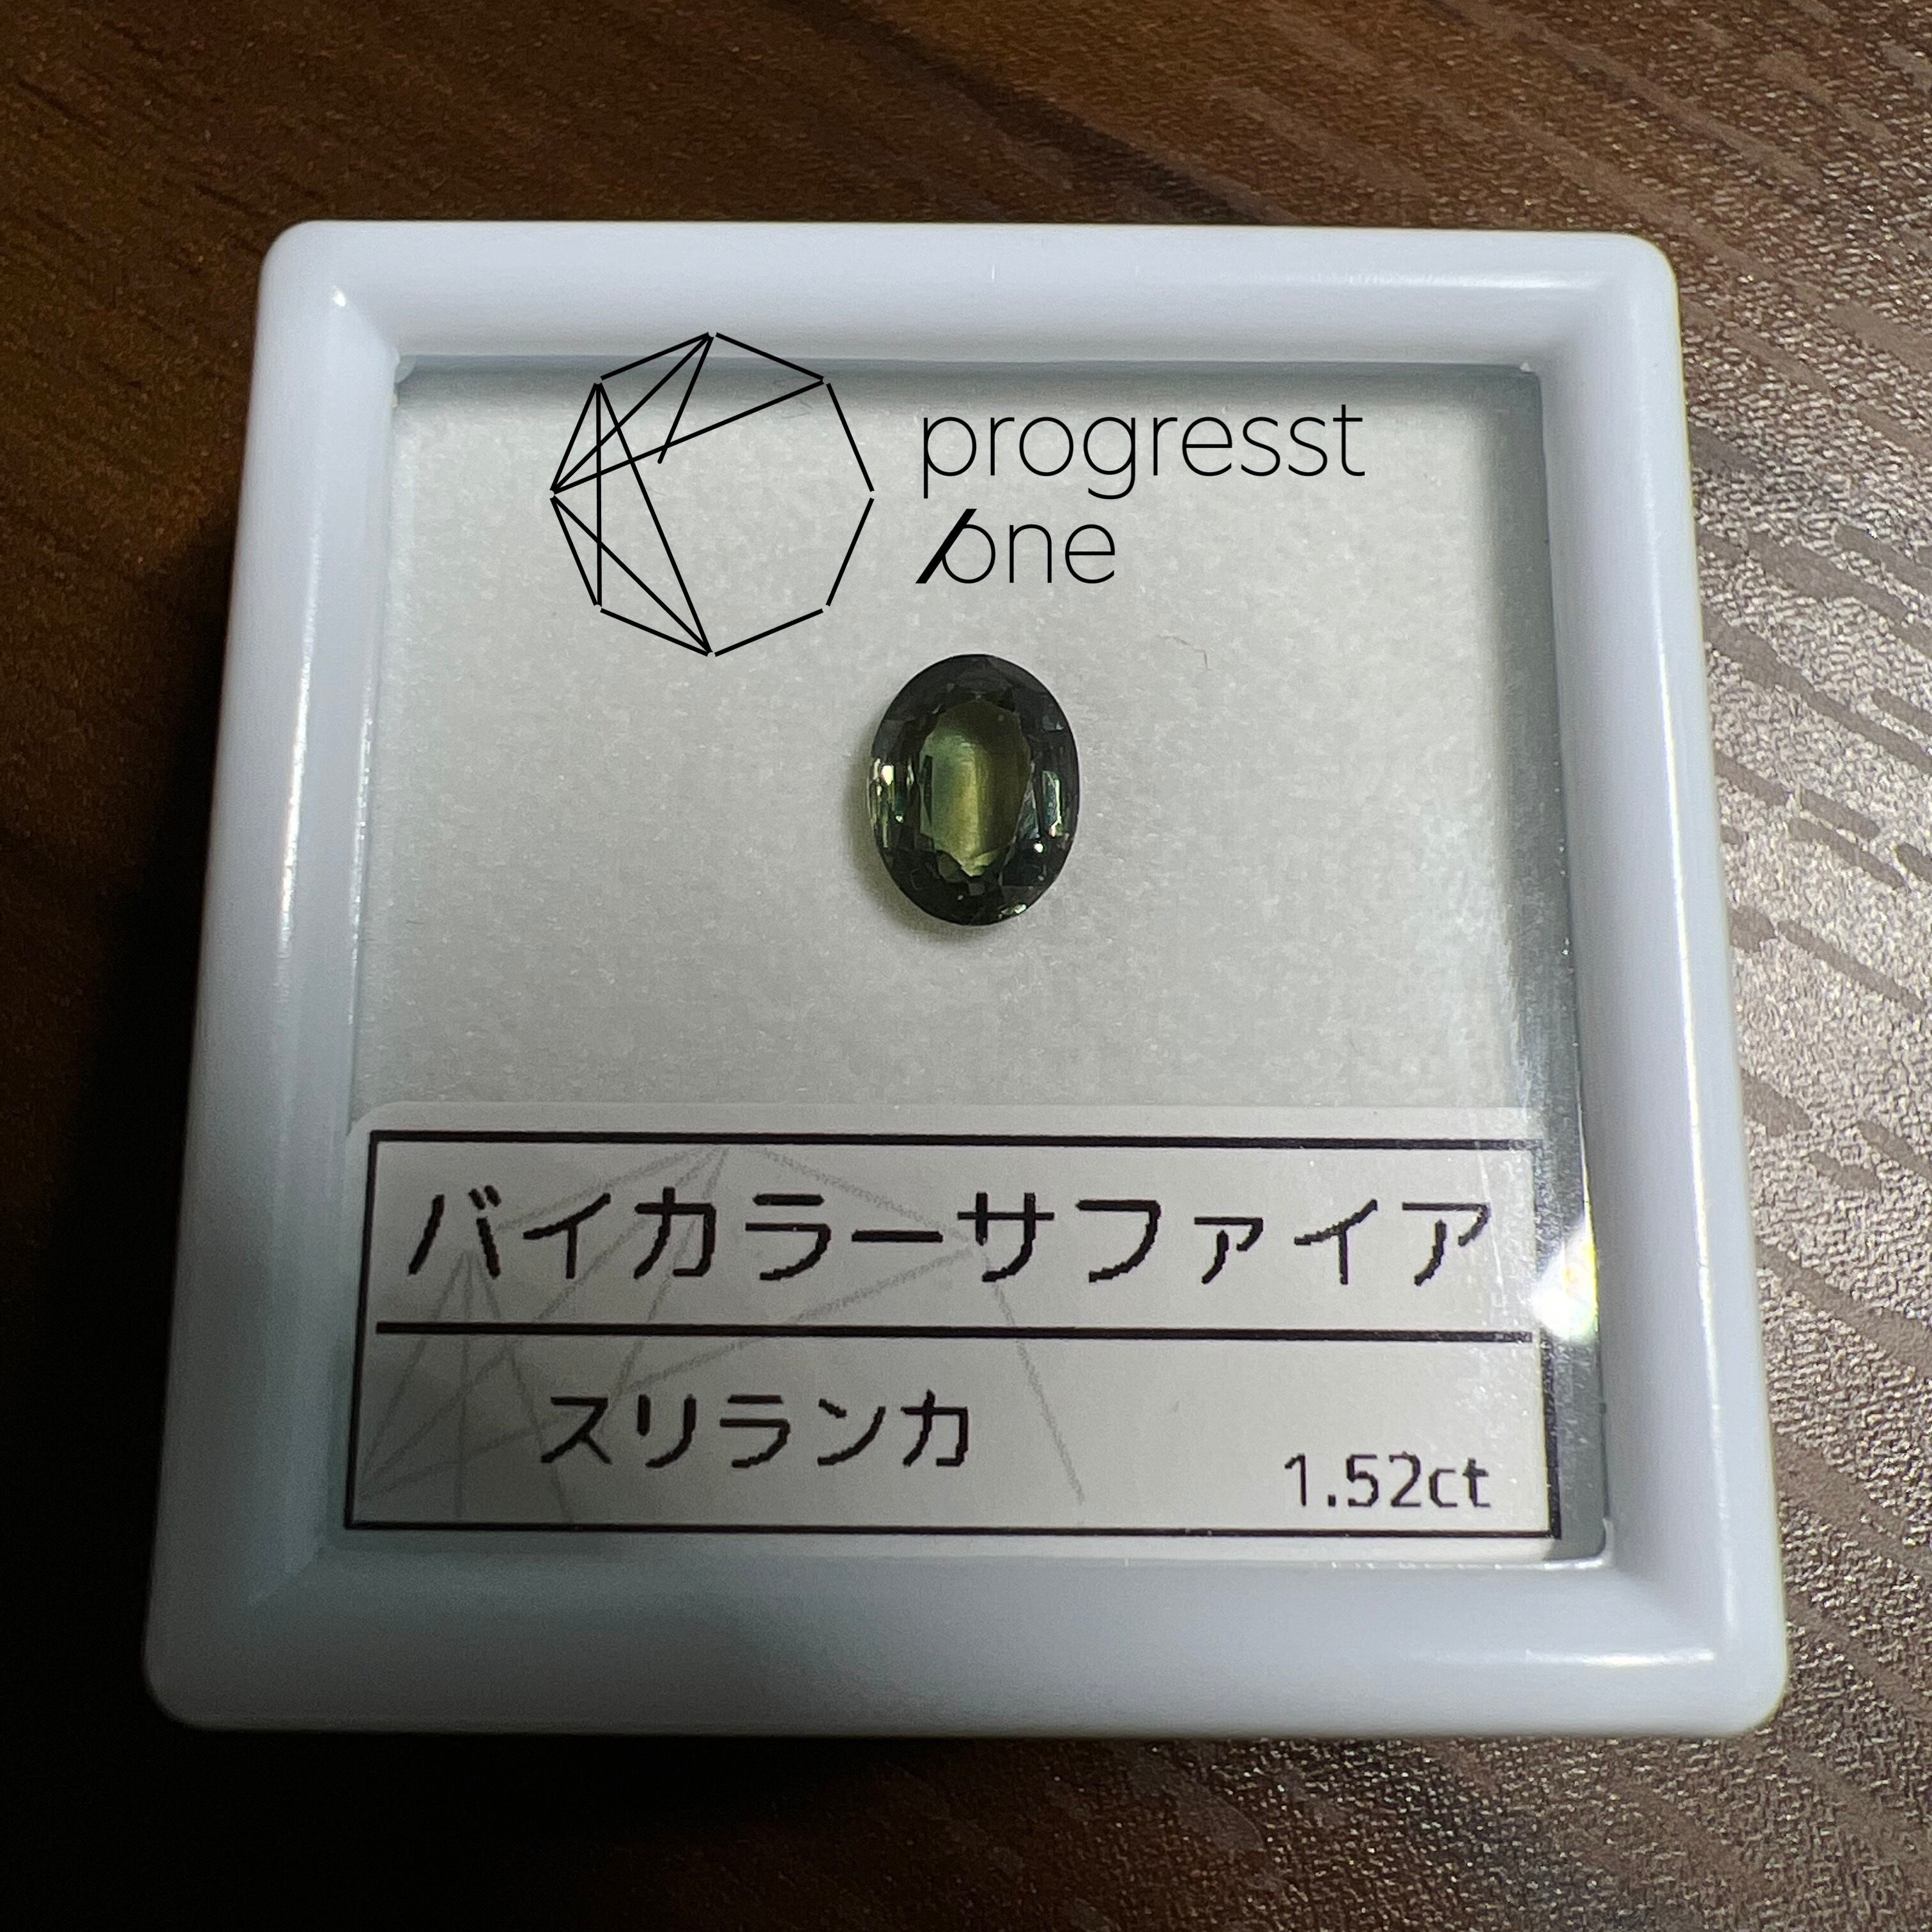 progresst
one
バイカラーサファイア
スリランカ
1.52ct